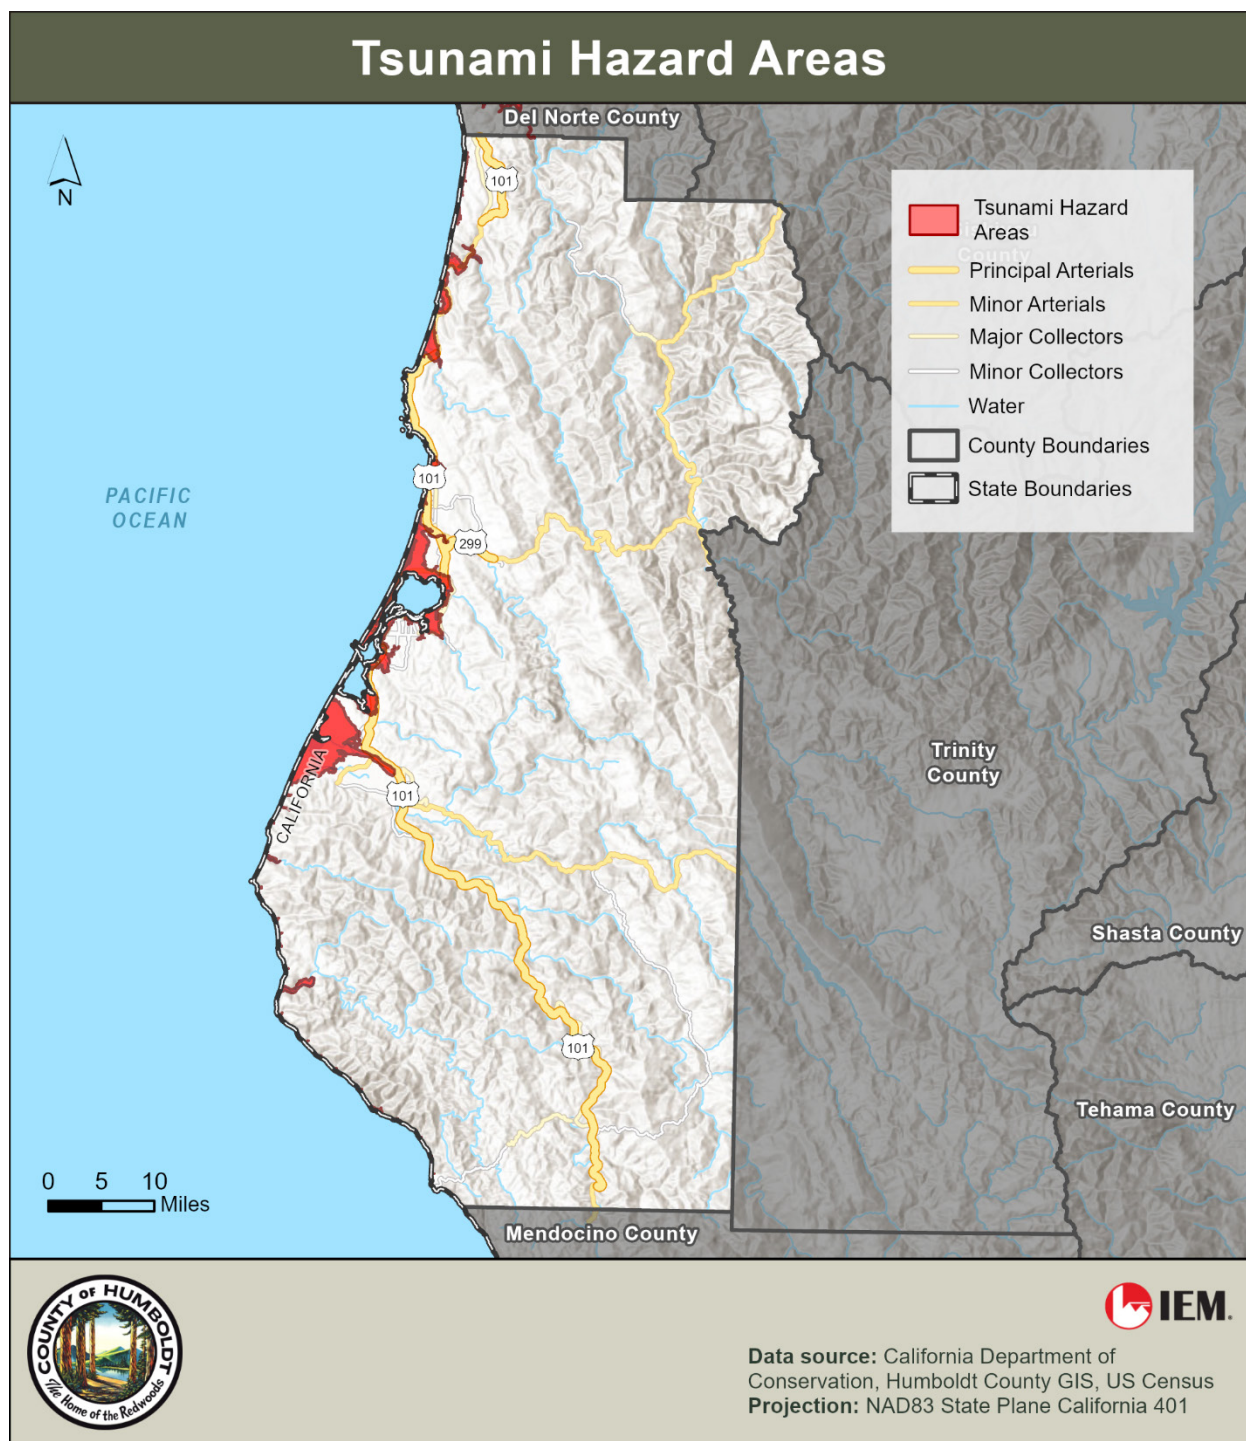 Tsunami Hazard Areas
Del Norte County
N
101
Tsunami Hazard
Areas
County
Principal Arterials
Minor Arterials
Major Collectors
Minor Collectors
Water
County Boundaries
State Boundaries
PACIFIC
OCEAN
101
299
Trinity
County
CALIFORNIA
101
Shasta County
101
Tehama County
0 5 10
Miles
Mendocino County
COUNTY OF HUMBOLDT
The Home of the Redwoods
IEM.
Data source: California Department of
Conservation, Humboldt County GIS, US Census
Projection: NAD83 State Plane California 401